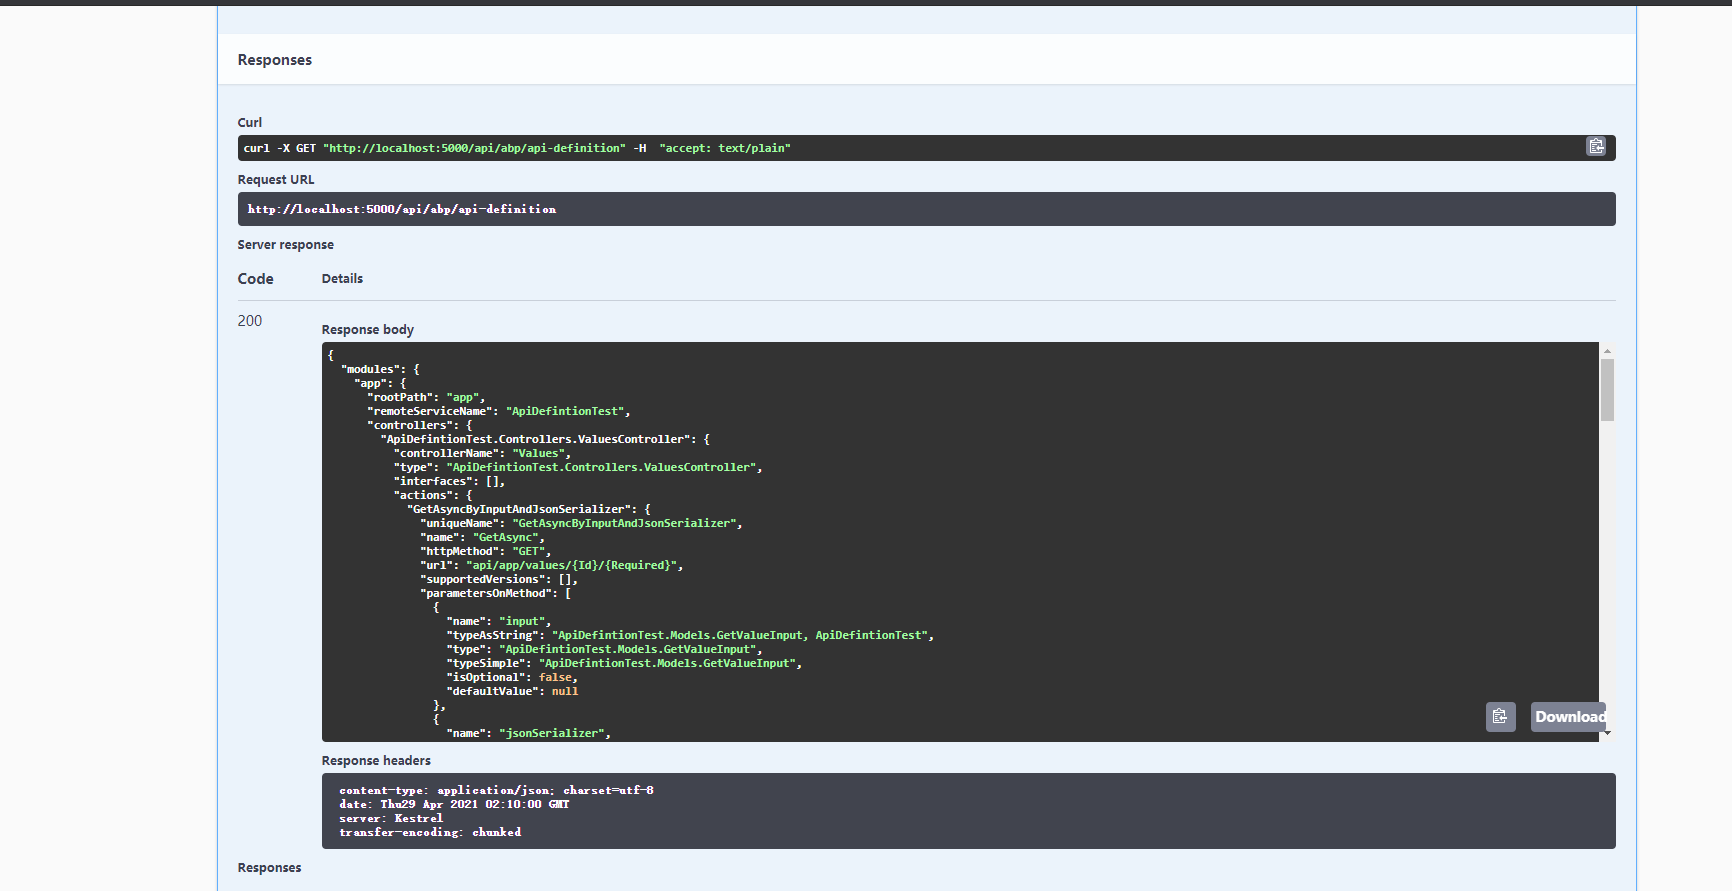 Responses
Curl
curl -X GET "http://localhost:5000/api/abp/api-definition" -H  "accept: text/plain"
Request URL
http://localhost:5000/api/abp/api-definition
Server response
Code Details
200
Response body
{
  "modules": {
    "app": {
      "rootPath": "app",
      "remoteServiceName": "ApiDefintionTest",
      "controllers": {
        "ApiDefintionTest.Controllers.ValuesController": {
          "controllerName": "Values",
          "type": "ApiDefintionTest.Controllers.ValuesController",
          "interfaces": [],
          "actions": {
            "GetAsyncByInputAndJsonSerializer": {
              "uniqueName": "GetAsyncByInputAndJsonSerializer",
              "name": "GetAsync",
              "httpMethod": "GET",
              "url": "api/app/values/{Id}/{Required}",
              "supportedVersions": [],
              "parametersOnMethod": [
                {
                  "name": "input",
                  "typeAsString": "ApiDefintionTest.Models.GetValueInput, ApiDefintionTest",
                  "type": "ApiDefintionTest.Models.GetValueInput",
                  "typeSimple": "ApiDefintionTest.Models.GetValueInput",
                  "isOptional": false,
                  "defaultValue": null
                },
                {
                  "name": "jsonSerializer",
Download
Response headers
content-type: application/json; charset=utf-8
date: Thu29 Apr 2021 02:10:00 GMT
server: Kestrel
transfer-encoding: chunked
Responses